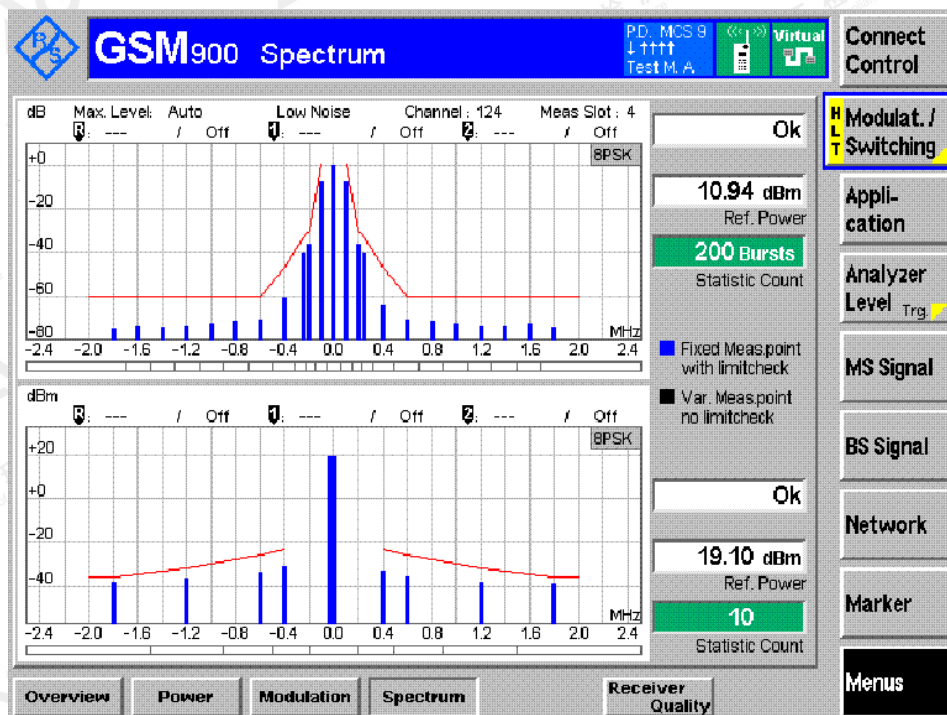 R/S
GSM900 Spectrum
P.D. MCS 9
↓↑↑↑↑
Test M. A
Virtual
Connect
Control
dB Max. Level: Auto Low Noise Channel : 124 Meas Slot : 4
R: --- / Off 1: --- / Off 2: --- / Off
8PSK
+0
-20
-40
-60
-80
MHz
-2.4 -2.0 -1.6 -1.2 -0.8 -0.4 0.0 0.4 0.8 1.2 1.6 2.0 2.4
Ok
10.94 dBm
Ref. Power
200 Bursts
Statistic Count
Fixed Meas.point
with limitcheck
Var. Meas.point
no limitcheck
dBm
R: --- / Off 1: --- / Off 2: --- / Off
8PSK
+20
+0
-20
-40
MHz
-2.4 -2.0 -1.6 -1.2 -0.8 -0.4 0.0 0.4 0.8 1.2 1.6 2.0 2.4
Ok
19.10 dBm
Ref. Power
10
Statistic Count
HLT
Modulat. /
Switching
Appli-
cation
Analyzer
Level Trg.
MS Signal
BS Signal
Network
Marker
Menus
Overview
Power
Modulation
Spectrum
Receiver
Quality